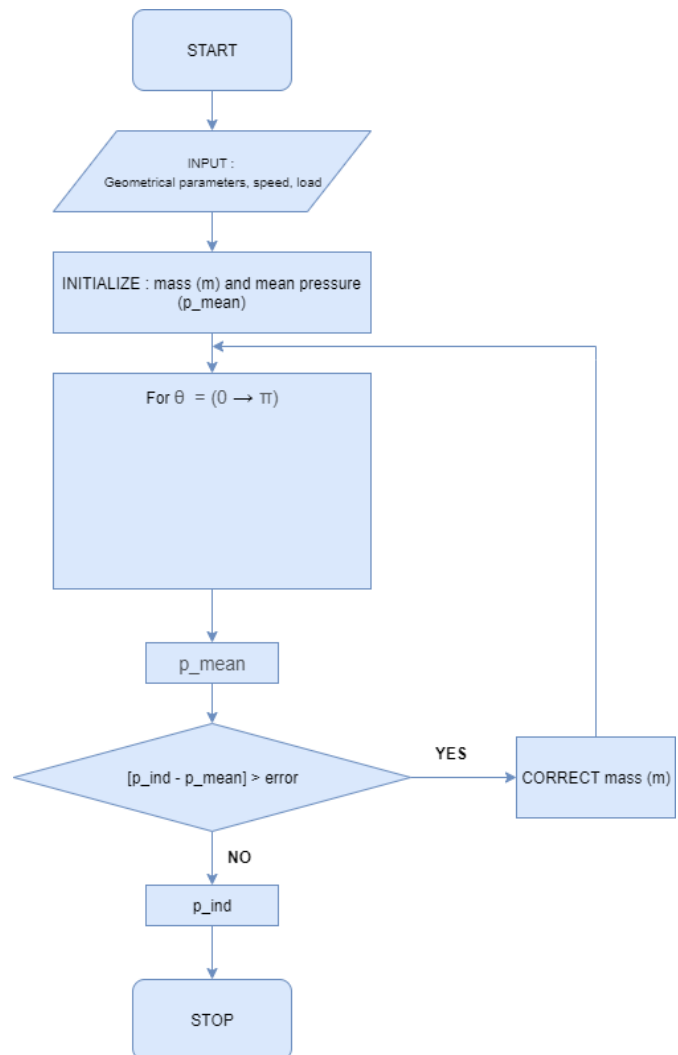 START
INPUT :
Geometrical parameters, speed, load
INITIALIZE : mass (m) and mean pressure
(p_mean)
For θ = (0 → π)
p_mean
[p_ind - p_mean] > error
YES
CORRECT mass (m)
NO
p_ind
STOP